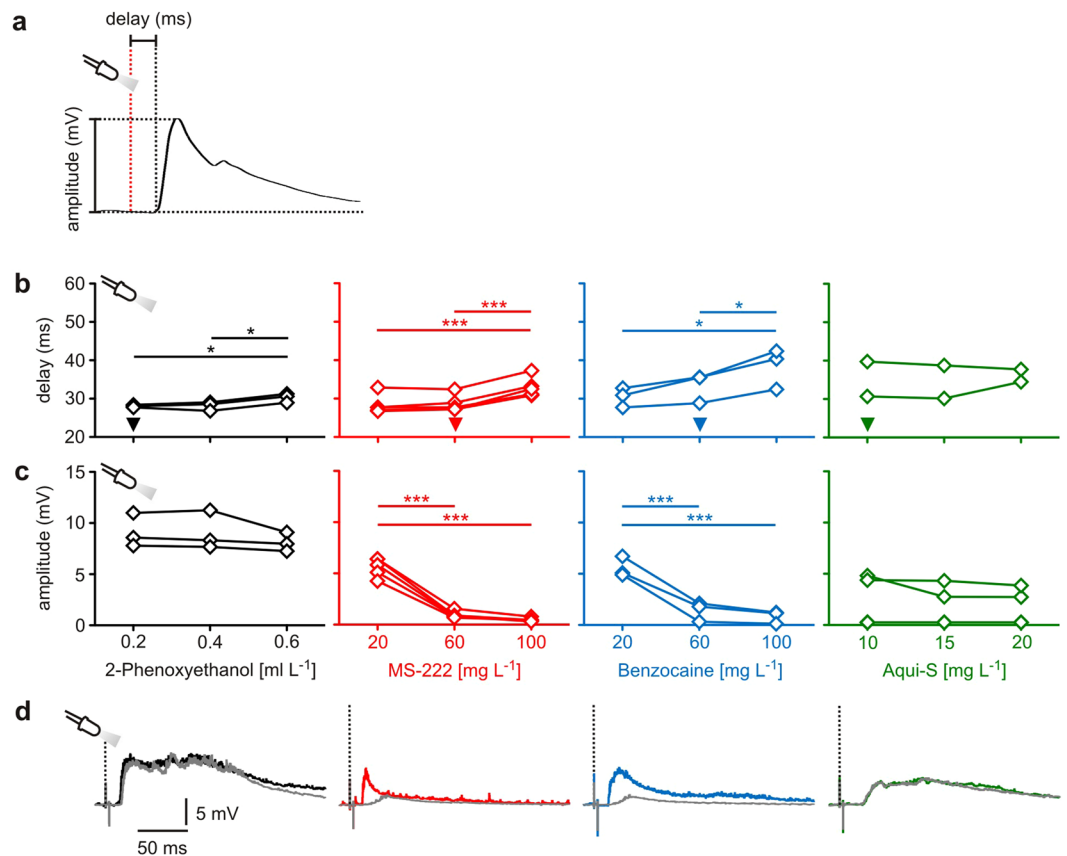 a
delay (ms)
amplitude (mV)
b
delay (ms)
60
50
40
30
20
*
*
***
***
*
*
c
amplitude (mV)
15
10
5
0
***
***
***
***
0.2 0.4 0.6
20 60 100
20 60 100
10 15 20
2-Phenoxyethanol [ml L⁻¹]
MS-222 [mg L⁻¹]
Benzocaine [mg L⁻¹]
Aqui-S [mg L⁻¹]
d
5 mV
50 ms